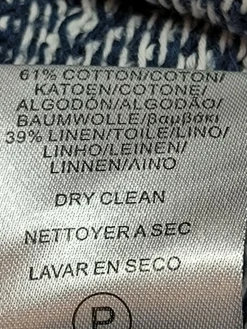 61% COTTON/COTON/
KATOEN/COTONE/
ALGODÓN/ALGODÃO/
BAUMWOLLE/βαμβάκι
39% LINEN/TOILE/LINO/
LINHO/LEINEN/
LINNEN/ΛΙΝΟ
DRY CLEAN
NETTOYER A SEC
LAVAR EN SECO
P